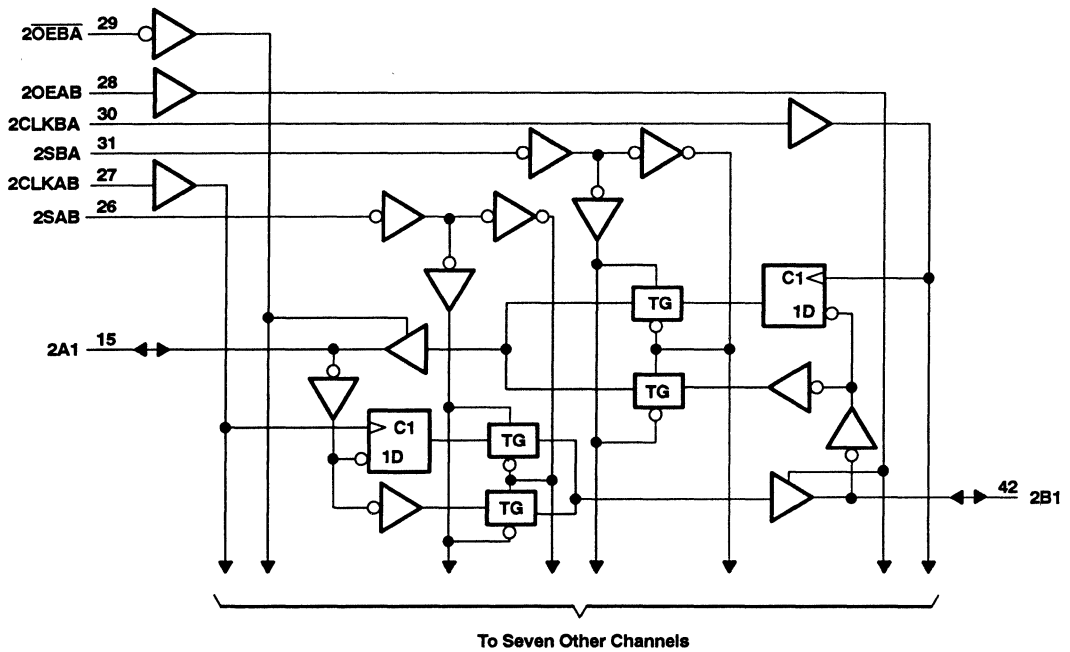 2OEBA 29
2OEAB 28
2CLKBA 30
2SBA 31
2CLKAB 27
2SAB 26
C1
TG
1D
2A1 15
TG
C1
TG
1D
TG
42 2B1
To Seven Other Channels